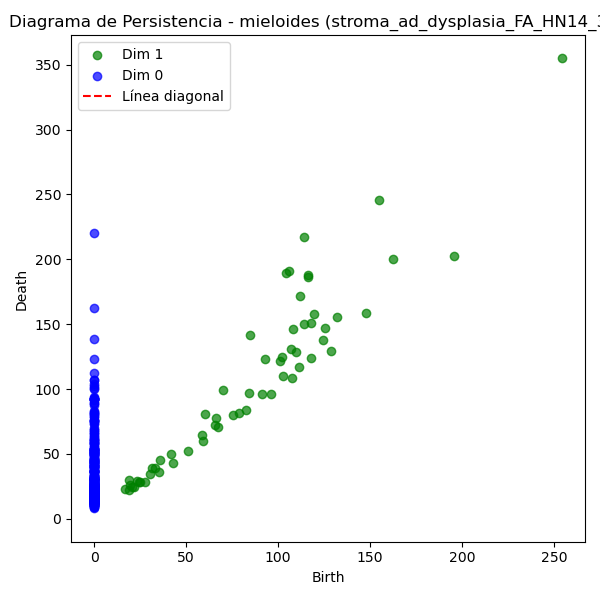 Diagrama de Persistencia - mieloides (stroma_ad_dysplasia_FA_HN14_3
Dim 1
Dim 0
Línea diagonal
350
300
250
200
150
100
50
0
Death
0 50 100 150 200 250
Birth